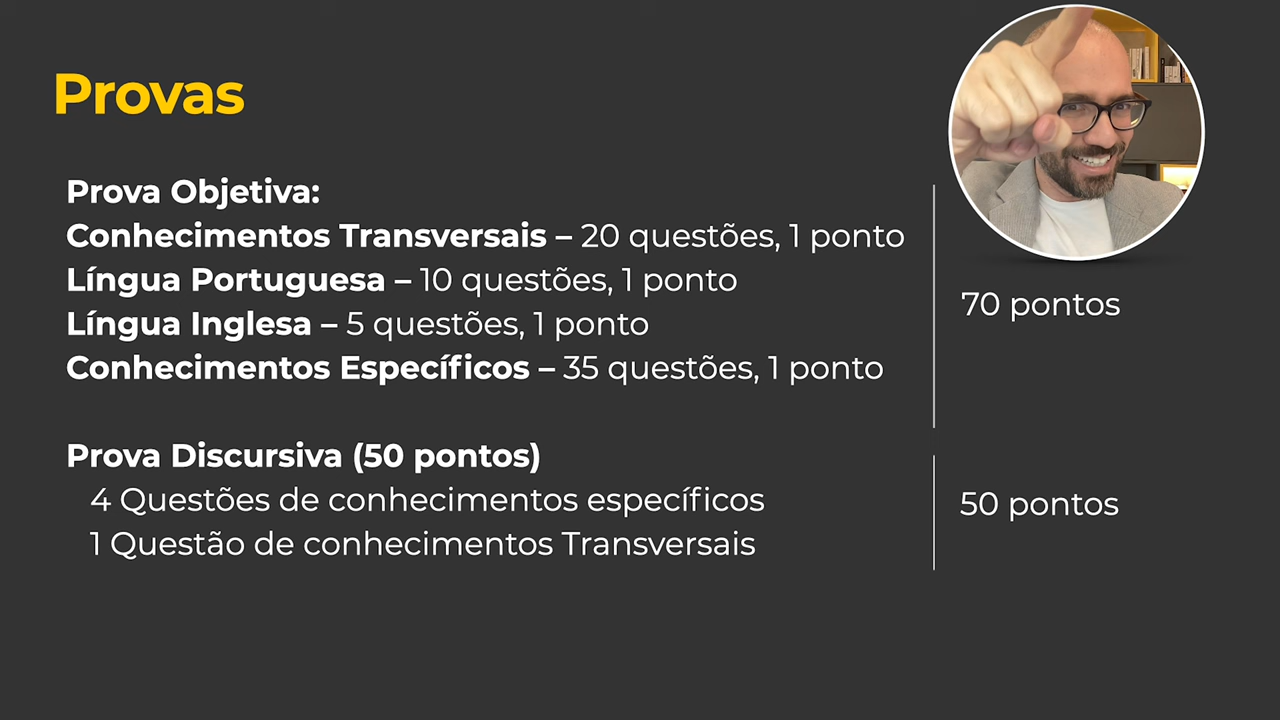 Provas
Prova Objetiva:
Conhecimentos Transversais – 20 questões, 1 ponto
Língua Portuguesa – 10 questões, 1 ponto
Língua Inglesa – 5 questões, 1 ponto
Conhecimentos Específicos – 35 questões, 1 ponto
70 pontos
Prova Discursiva (50 pontos)
4 Questões de conhecimentos específicos
1 Questão de conhecimentos Transversais
50 pontos